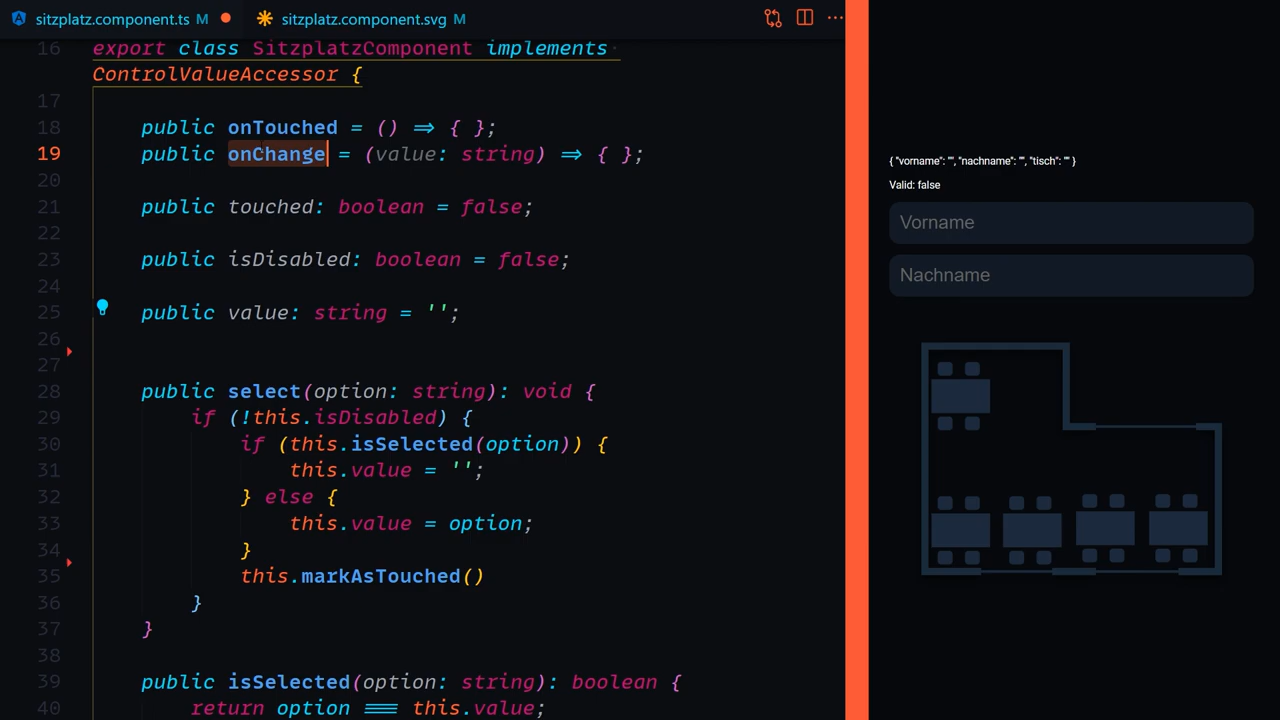 sitzplatz.component.ts M
sitzplatz.component.svg M
16 export class SitzplatzComponent implements
ControlValueAccessor {
17
18 public onTouched = () => { };
19 public onChange = (value: string) => { };
20
21 public touched: boolean = false;
22
23 public isDisabled: boolean = false;
24
25 public value: string = '';
26
27
28 public select(option: string): void {
29 if (!this.isDisabled) {
30 if (this.isSelected(option)) {
31 this.value = '';
32 } else {
33 this.value = option;
34 }
35 this.markAsTouched()
36 }
37 }
38
39 public isSelected(option: string): boolean {
40 return option === this.value;
{ "vorname": "", "nachname": "", "tisch": "" }
Valid: false
Vorname
Nachname